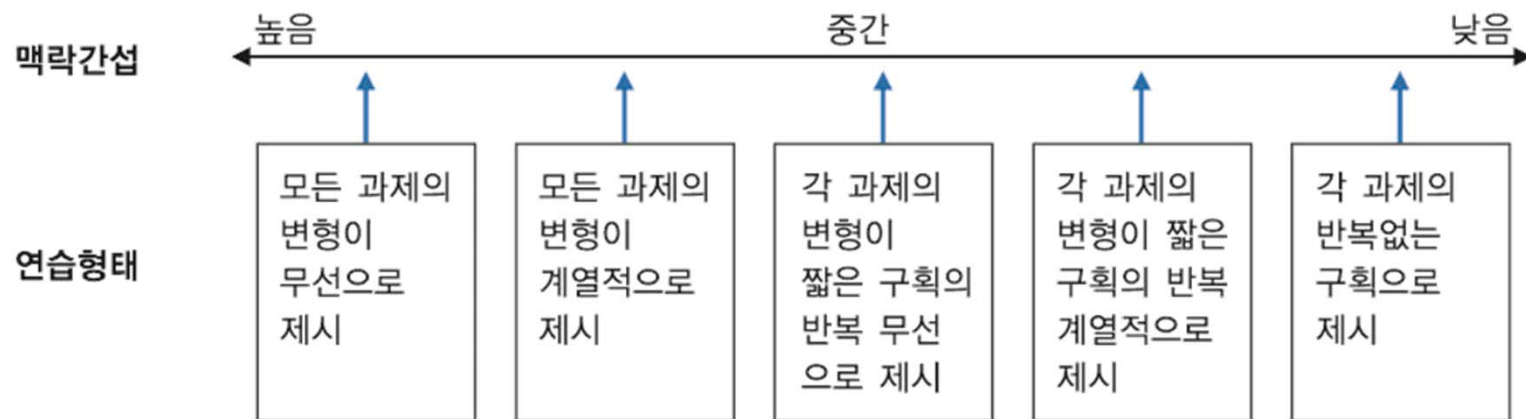 높음 중간 낮음
맥락간섭
연습형태
모든 과제의
변형이
무선으로
제시
모든 과제의
변형이
계열적으로
제시
각 과제의
변형이
짧은 구획의
반복 무선
으로 제시
각 과제의
변형이 짧은
구획의 반복
계열적으로
제시
각 과제의
반복없는
구획으로
제시